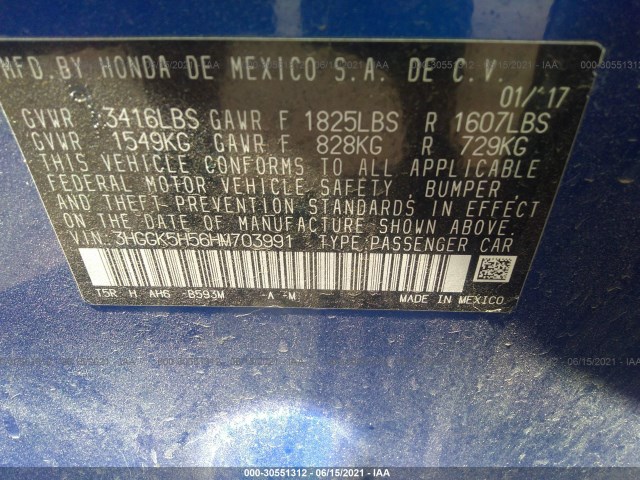 MFD.BY HONDA DE MEXICO S.A. DE C.V.
01/'17
GVWR 3416LBS GAWR F 1825LBS R 1607LBS
GVWR 1549KG GAWR F 828KG R 729KG
THIS VEHICLE CONFORMS TO ALL APPLICABLE
FEDERAL MOTOR VEHICLE SAFETY , BUMPER,
AND THEFT PREVENTION STANDARDS IN EFFECT
ON THE DATE OF MANUFACTURE SHOWN ABOVE.
V.I.N.:3HGGK5H56HM703991 TYPE:PASSENGER CAR
T5R H AH6 B593M -A -M
MADE IN MEXICO
000-30551312 - 06/15/2021 - IAA